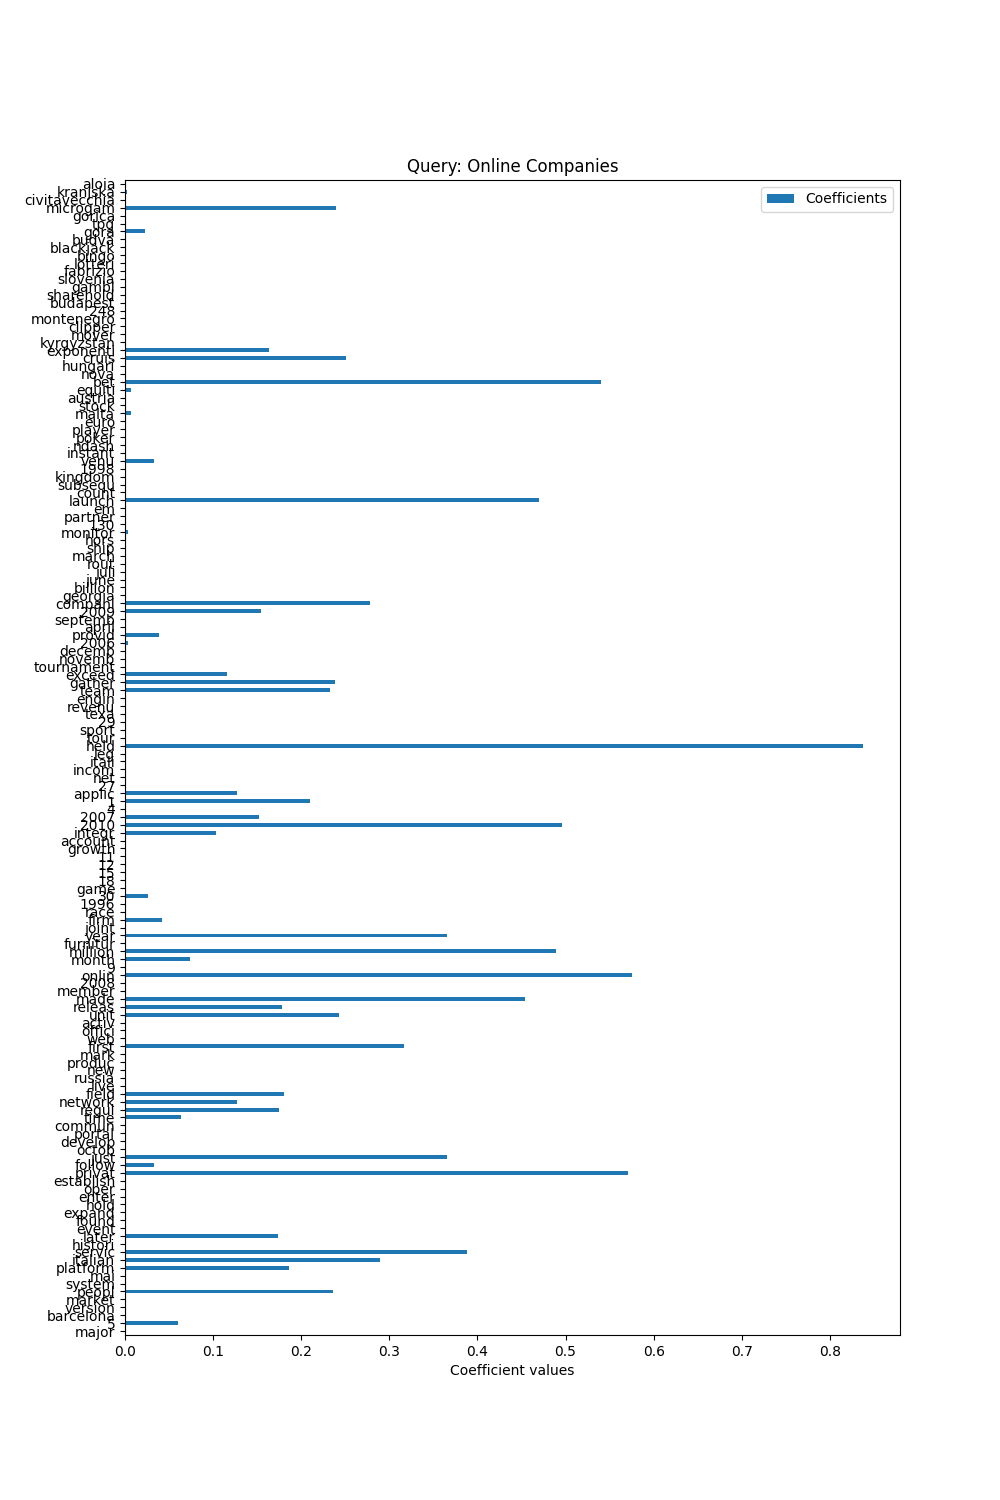 Query: Online Companies
Coefficients
aloja
kranjska
civitavecchia
microgam
gorica
tpg
gora
budva
blackjack
bingo
lotteri
fabrizio
slovenia
gambl
sharehold
budapest
248
montenegro
clipper
moyer
kyrgyzstan
exponenti
cruis
hungari
nova
bet
equiti
austria
stock
malta
euro
player
poker
ndash
instant
venu
1998
kingdom
subsequ
count
launch
em
partner
130
monitor
hors
ship
march
rout
juli
june
billion
georgia
compani
2009
septemb
april
provid
2006
decemb
novemb
tournament
exceed
gather
team
engin
revenu
texa
29
sport
four
held
leg
itali
incom
net
27
applic
1
4
2007
2010
integr
account
growth
11
12
15
18
game
30
1996
race
firm
joint
year
furnitur
million
month
9
onlin
2008
member
made
releas
unit
activ
offici
web
first
mark
produc
new
russia
live
field
network
regul
time
commun
portal
develop
octob
just
follow
privat
establish
oper
enter
hold
expand
found
event
later
histori
servic
italian
platform
mai
system
peopl
market
version
barcelona
5
major
0.0 0.1 0.2 0.3 0.4 0.5 0.6 0.7 0.8
Coefficient values